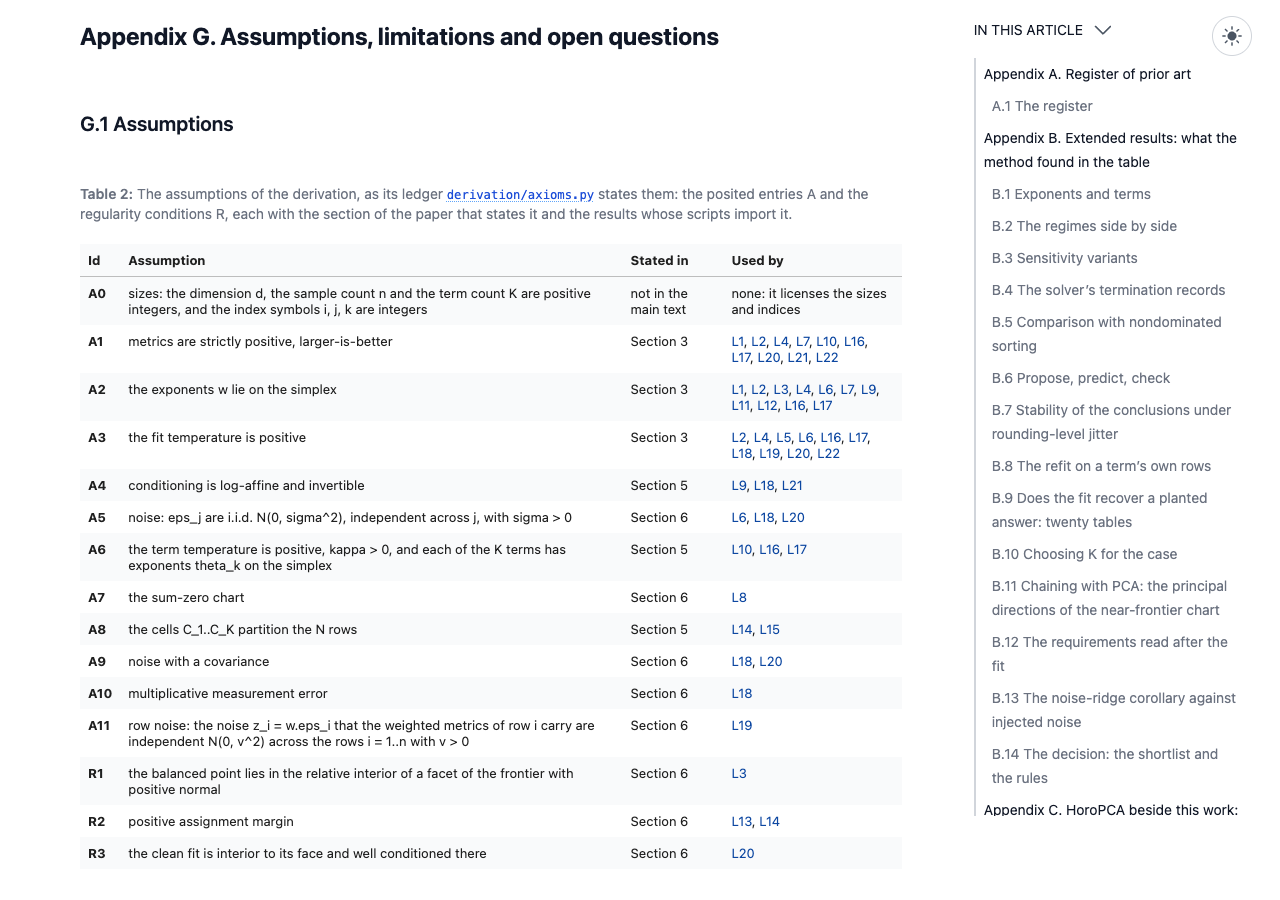 Appendix G. Assumptions, limitations and open questions
G.1 Assumptions
Table 2: The assumptions of the derivation, as its ledger derivation/axioms.py states them: the posited entries A and the
regularity conditions R, each with the section of the paper that states it and the results whose scripts import it.
Id Assumption Stated in Used by
A0 sizes: the dimension d, the sample count n and the term count K are positive not in the none: it licenses the sizes
integers, and the index symbols i, j, k are integers main text and indices
A1 metrics are strictly positive, larger-is-better Section 3 L1, L2, L4, L7, L10, L16,
L17, L20, L21, L22
A2 the exponents w lie on the simplex Section 3 L1, L2, L3, L4, L6, L7, L9,
L11, L12, L16, L17
A3 the fit temperature is positive Section 3 L2, L4, L5, L6, L16, L17,
L18, L19, L20, L22
A4 conditioning is log-affine and invertible Section 5 L9, L18, L21
A5 noise: eps_j are i.i.d. N(0, sigma^2), independent across j, with sigma > 0 Section 6 L6, L18, L20
A6 the term temperature is positive, kappa > 0, and each of the K terms has Section 5 L10, L16, L17
exponents theta_k on the simplex
A7 the sum-zero chart Section 6 L8
A8 the cells C_1..C_K partition the N rows Section 5 L14, L15
A9 noise with a covariance Section 6 L18, L20
A10 multiplicative measurement error Section 6 L18
A11 row noise: the noise z_i = w.eps_i that the weighted metrics of row i carry are Section 6 L19
independent N(0, v^2) across the rows i = 1..n with v > 0
R1 the balanced point lies in the relative interior of a facet of the frontier with Section 6 L3
positive normal
R2 positive assignment margin Section 6 L13, L14
R3 the clean fit is interior to its face and well conditioned there Section 6 L20
IN THIS ARTICLE
Appendix A. Register of prior art
A.1 The register
Appendix B. Extended results: what the
method found in the table
B.1 Exponents and terms
B.2 The regimes side by side
B.3 Sensitivity variants
B.4 The solver's termination records
B.5 Comparison with nondominated
sorting
B.6 Propose, predict, check
B.7 Stability of the conclusions under
rounding-level jitter
B.8 The refit on a term's own rows
B.9 Does the fit recover a planted
answer: twenty tables
B.10 Choosing K for the case
B.11 Chaining with PCA: the principal
directions of the near-frontier chart
B.12 The requirements read after the
fit
B.13 The noise-ridge corollary against
injected noise
B.14 The decision: the shortlist and
the rules
Appendix C. HoroPCA beside this work: